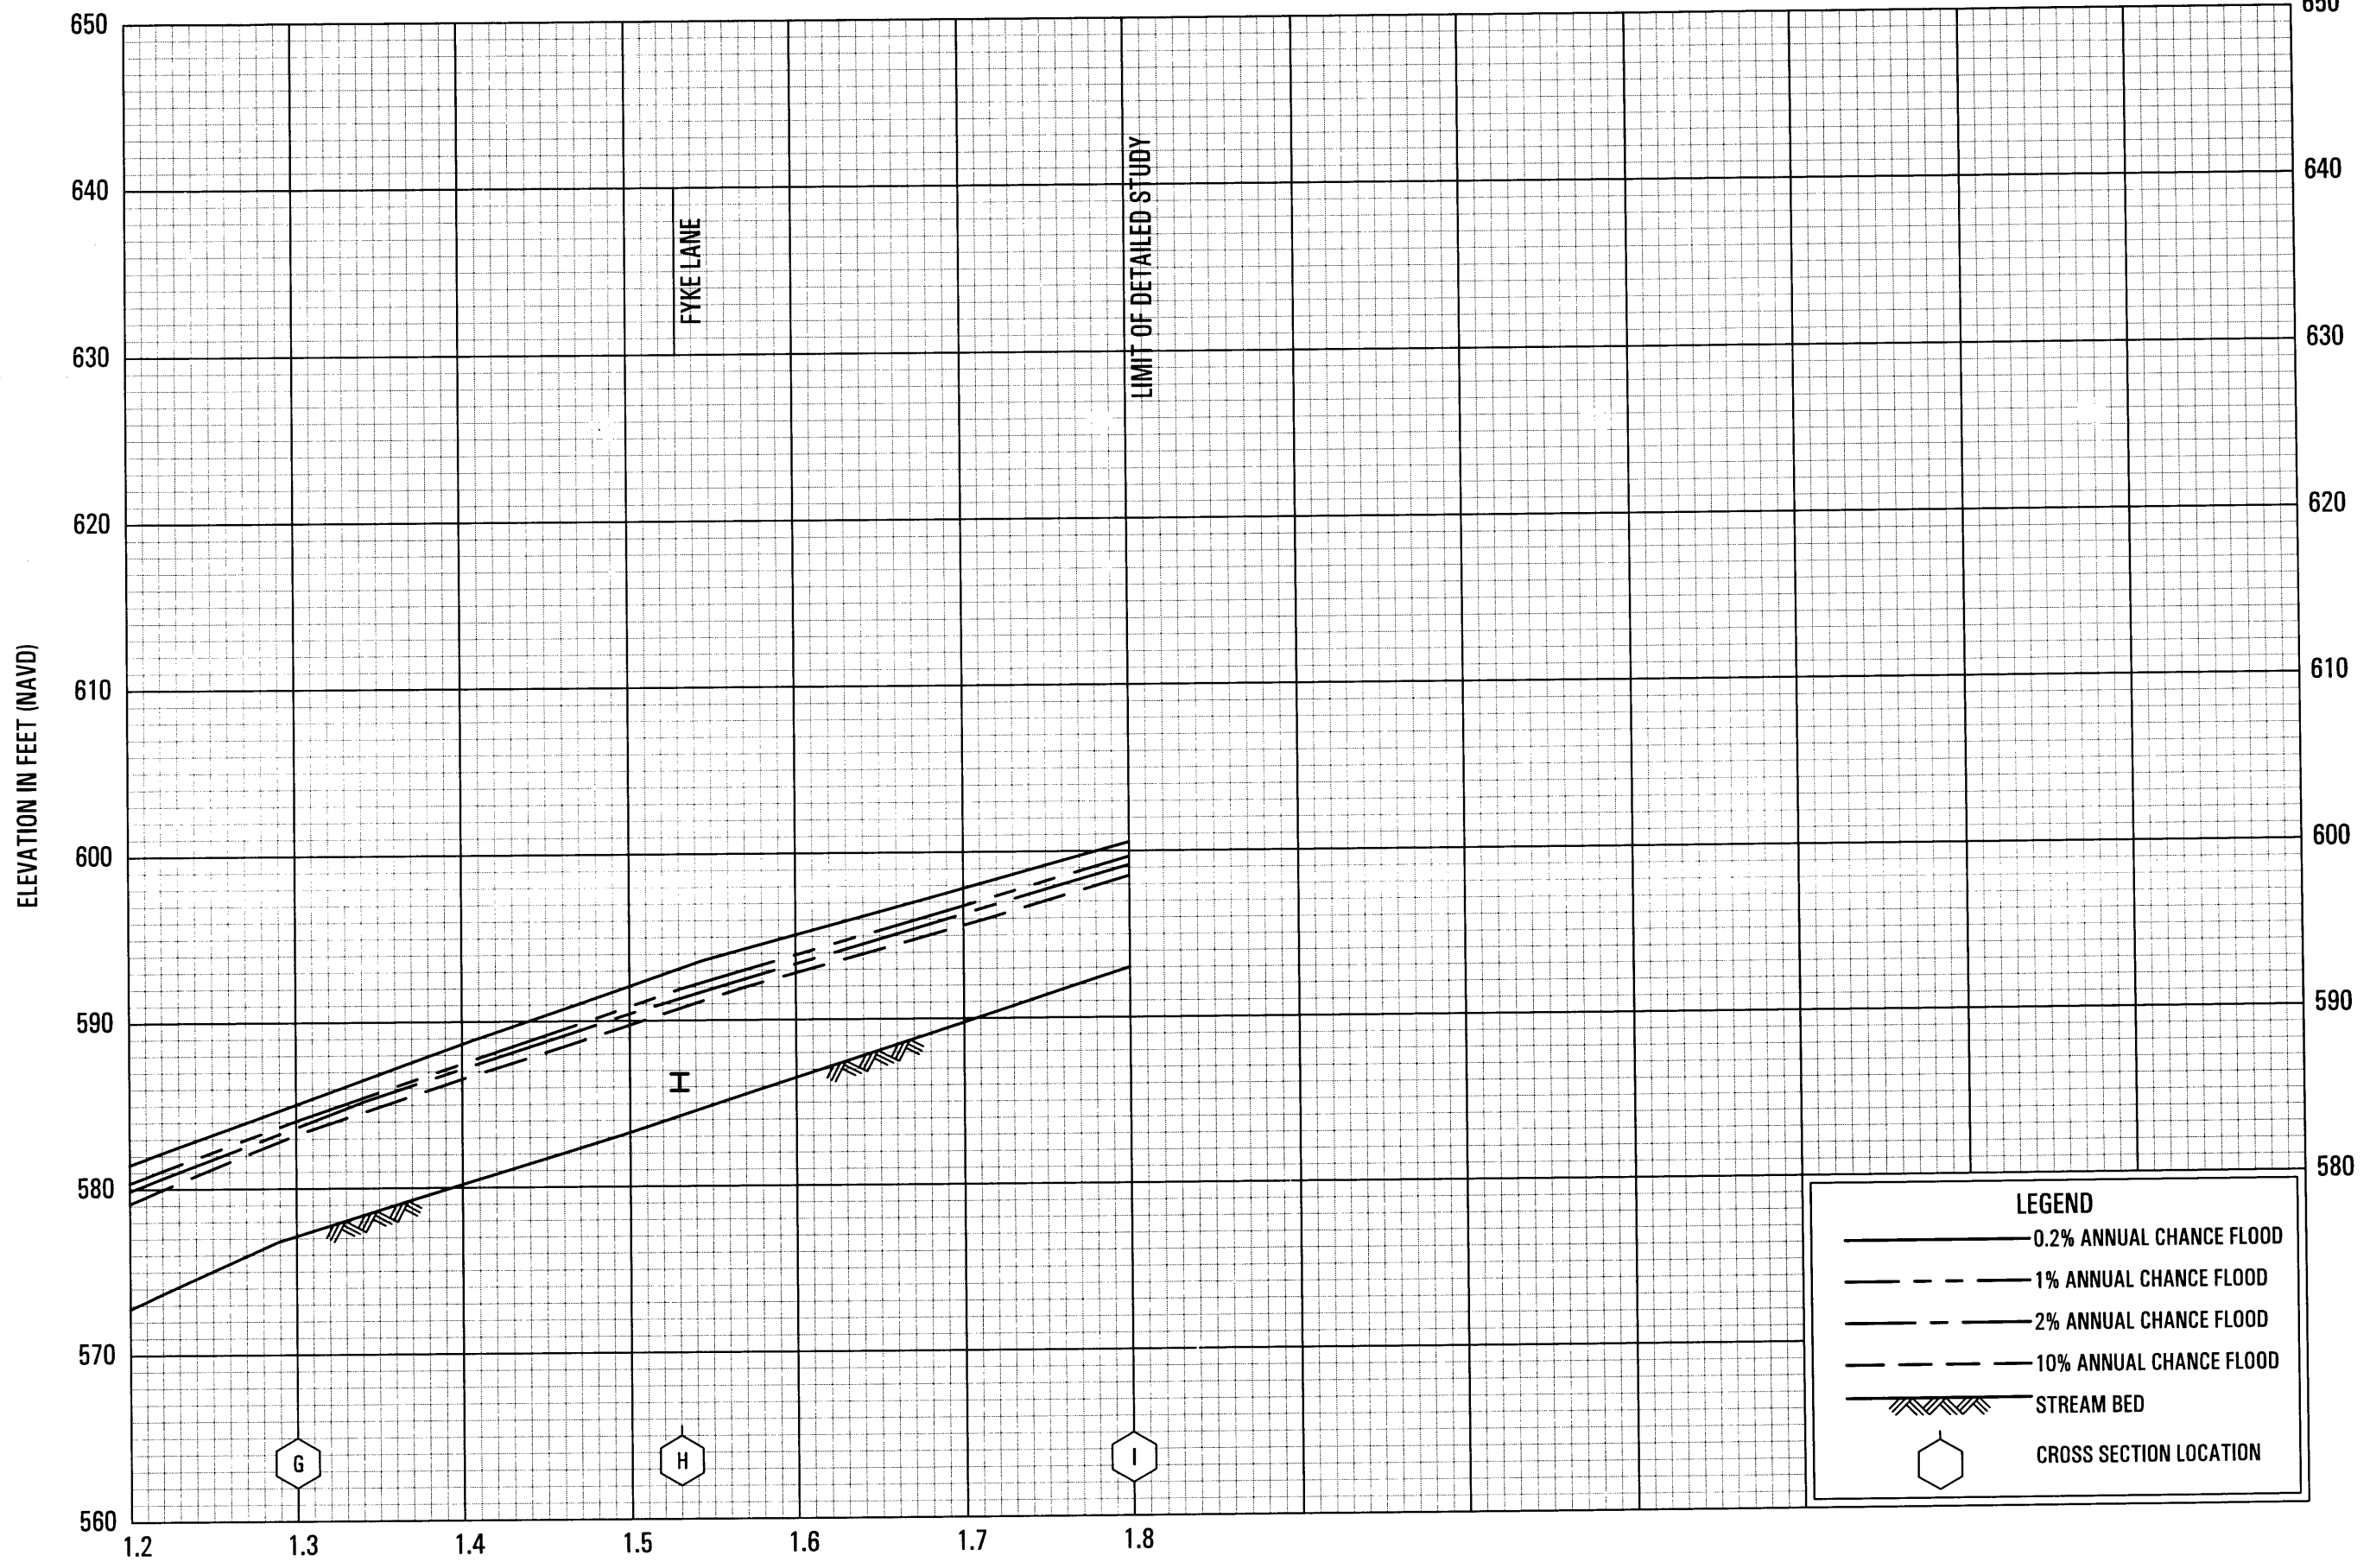 650
640
630
620
610
600
590
580
570
560
ELEVATION IN FEET (NAVD)
FYKE LANE
LIMIT OF DETAILED STUDY
650
640
630
620
610
600
590
580
G
H
I
1.2
1.3
1.4
1.5
1.6
1.7
1.8
LEGEND
0.2% ANNUAL CHANCE FLOOD
1% ANNUAL CHANCE FLOOD
2% ANNUAL CHANCE FLOOD
10% ANNUAL CHANCE FLOOD
STREAM BED
CROSS SECTION LOCATION